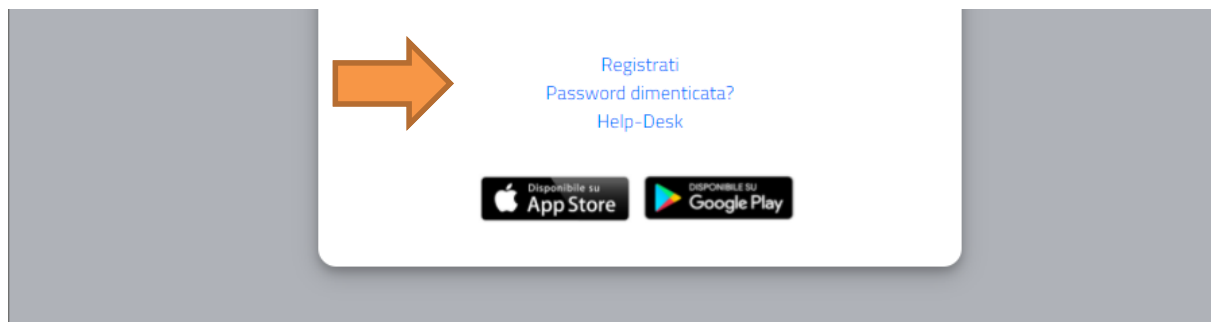 Registrati
Password dimenticata?
Help-Desk
Disponibile su
App Store
DISPONIBILE SU
Google Play